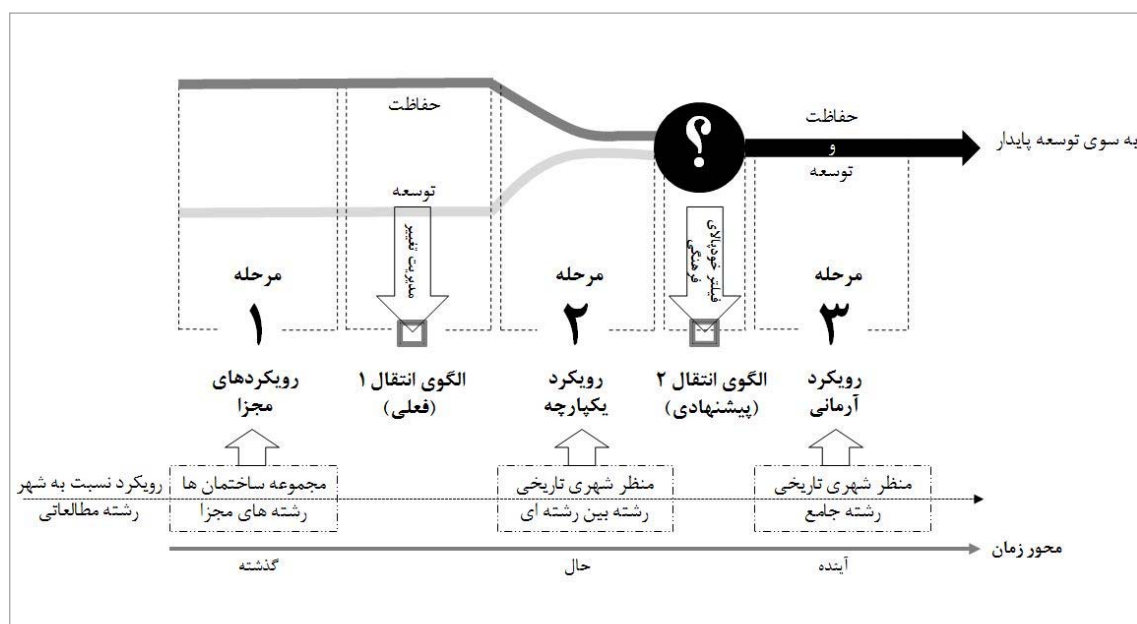 حفاظت
توسعه
؟
حفاظت
و
توسعه
به سوی توسعه پایدار
مدیریت تغییر
فیلتر خودپالای
فرهنگی
مرحله
۱
رویکردهای
مجزا
الگوی انتقال ۱
(فعلی)
مرحله
۲
رویکرد
یکپارچه
الگوی انتقال ۲
(پیشنهادی)
مرحله
۳
رویکرد
آرمانی
رویکرد نسبت به شهر
رشته مطالعاتی
مجموعه ساختمان ها
رشته های مجزا
منظر شهری تاریخی
رشته بین رشته ای
منظر شهری تاریخی
رشته جامع
محور زمان
گذشته
حال
آینده